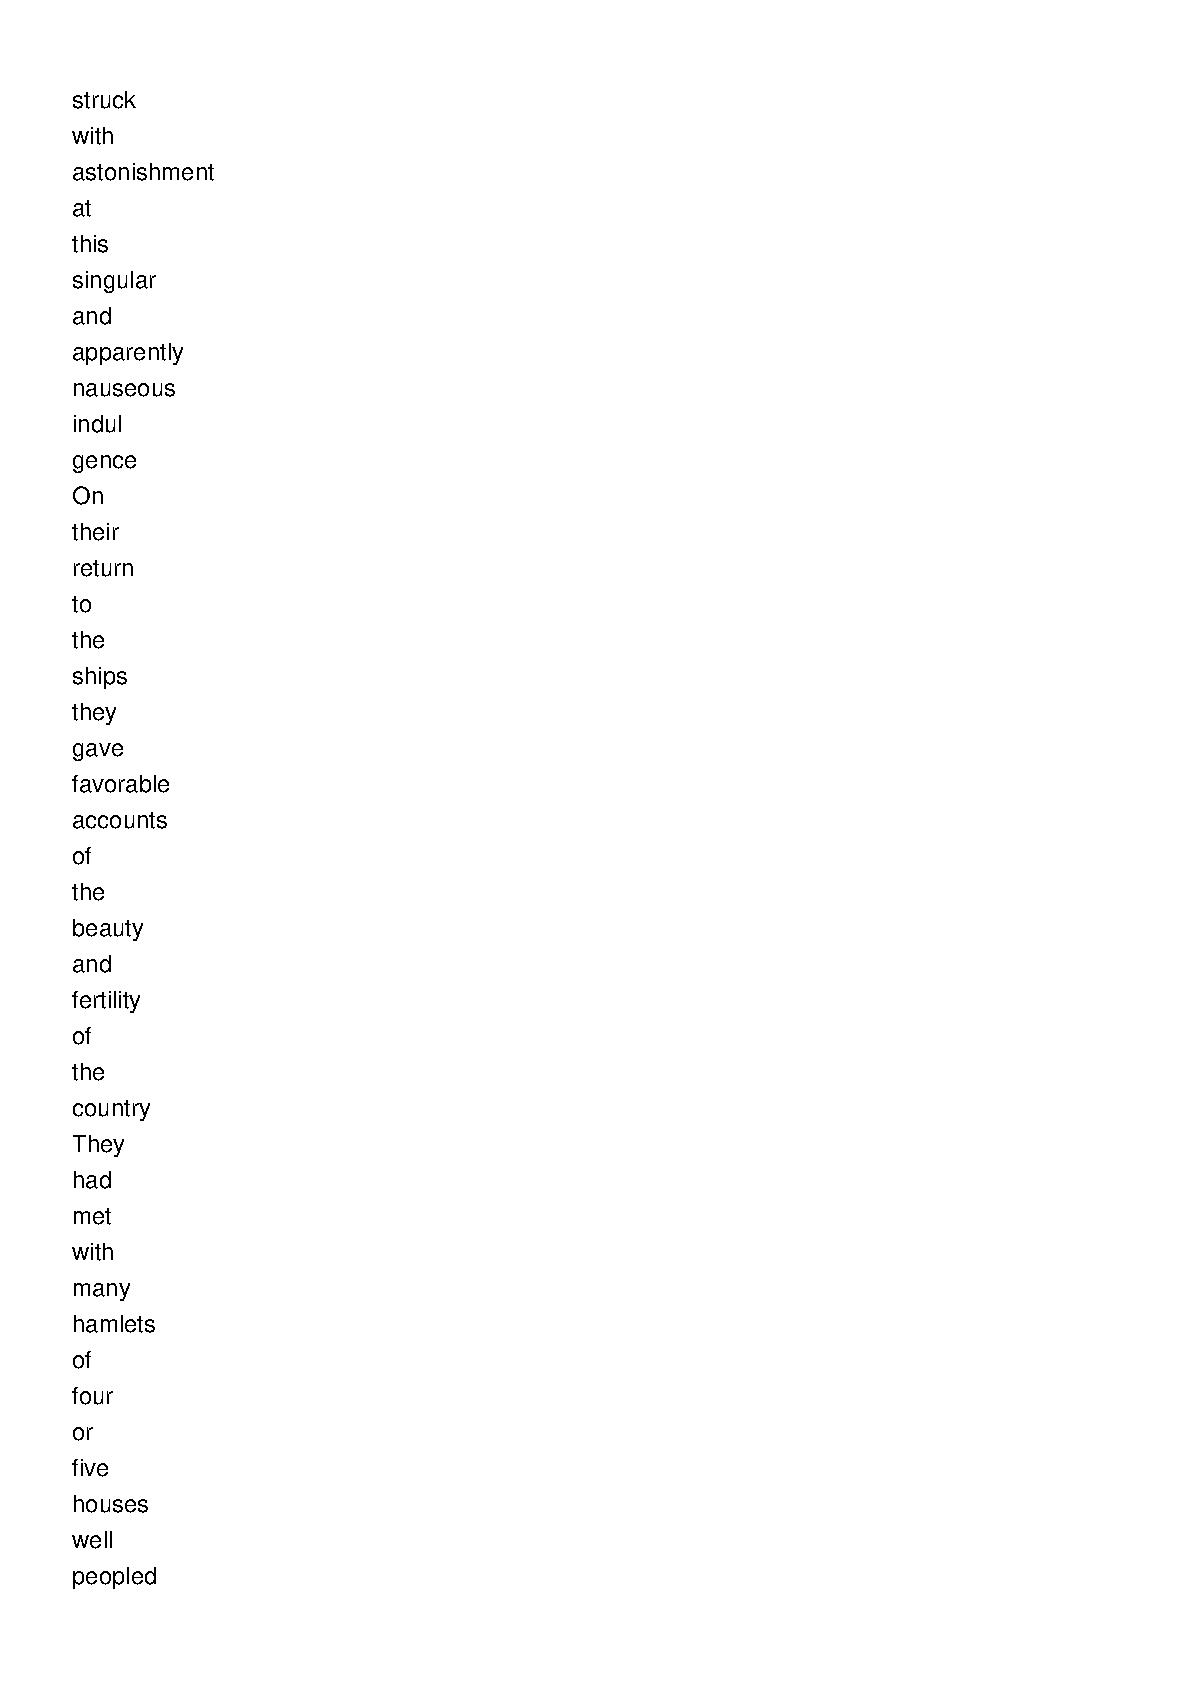 struck
with
astonishment
at
this
singular
and
apparently
nauseous
indul
gence
On
their
return
to
the
ships
they
gave
favorable
accounts
of
the
beauty
and
fertility
of
the
country
They
had
met
with
many
hamlets
of
four
or
five
houses
well
peopled